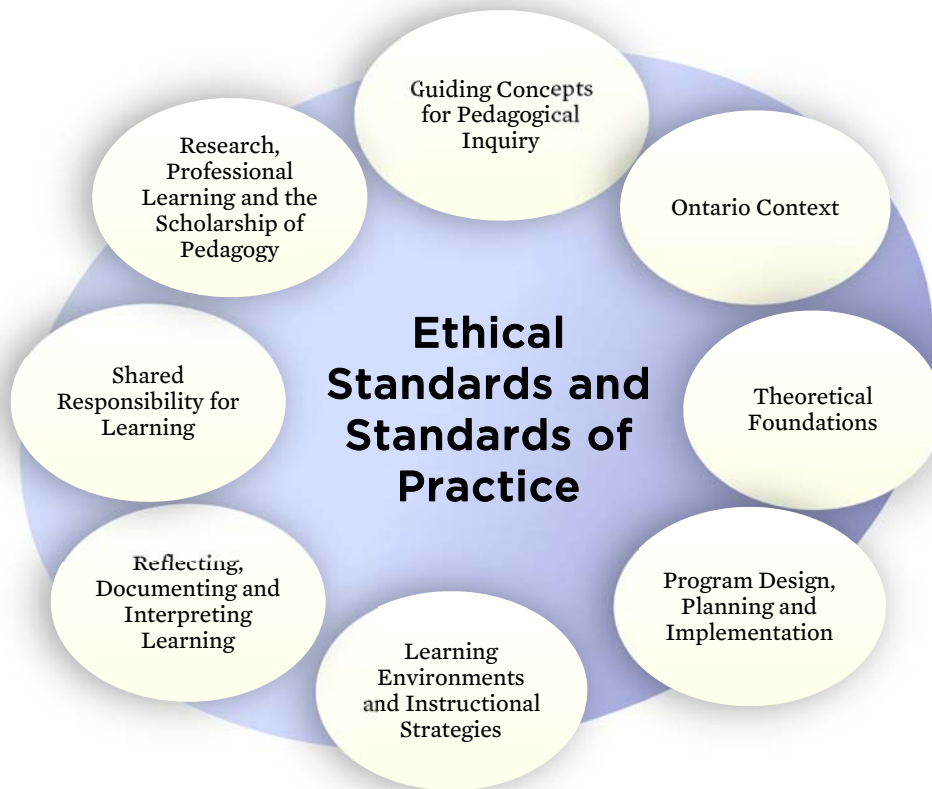 Guiding Concepts
for Pedagogical
Inquiry
Ontario Context
Theoretical
Foundations
Program Design,
Planning and
Implementation
Learning
Environments
and Instructional
Strategies
Reflecting,
Documenting and
Interpreting
Learning
Shared
Responsibility for
Learning
Research,
Professional
Learning and the
Scholarship of
Pedagogy
Ethical
Standards and
Standards of
Practice